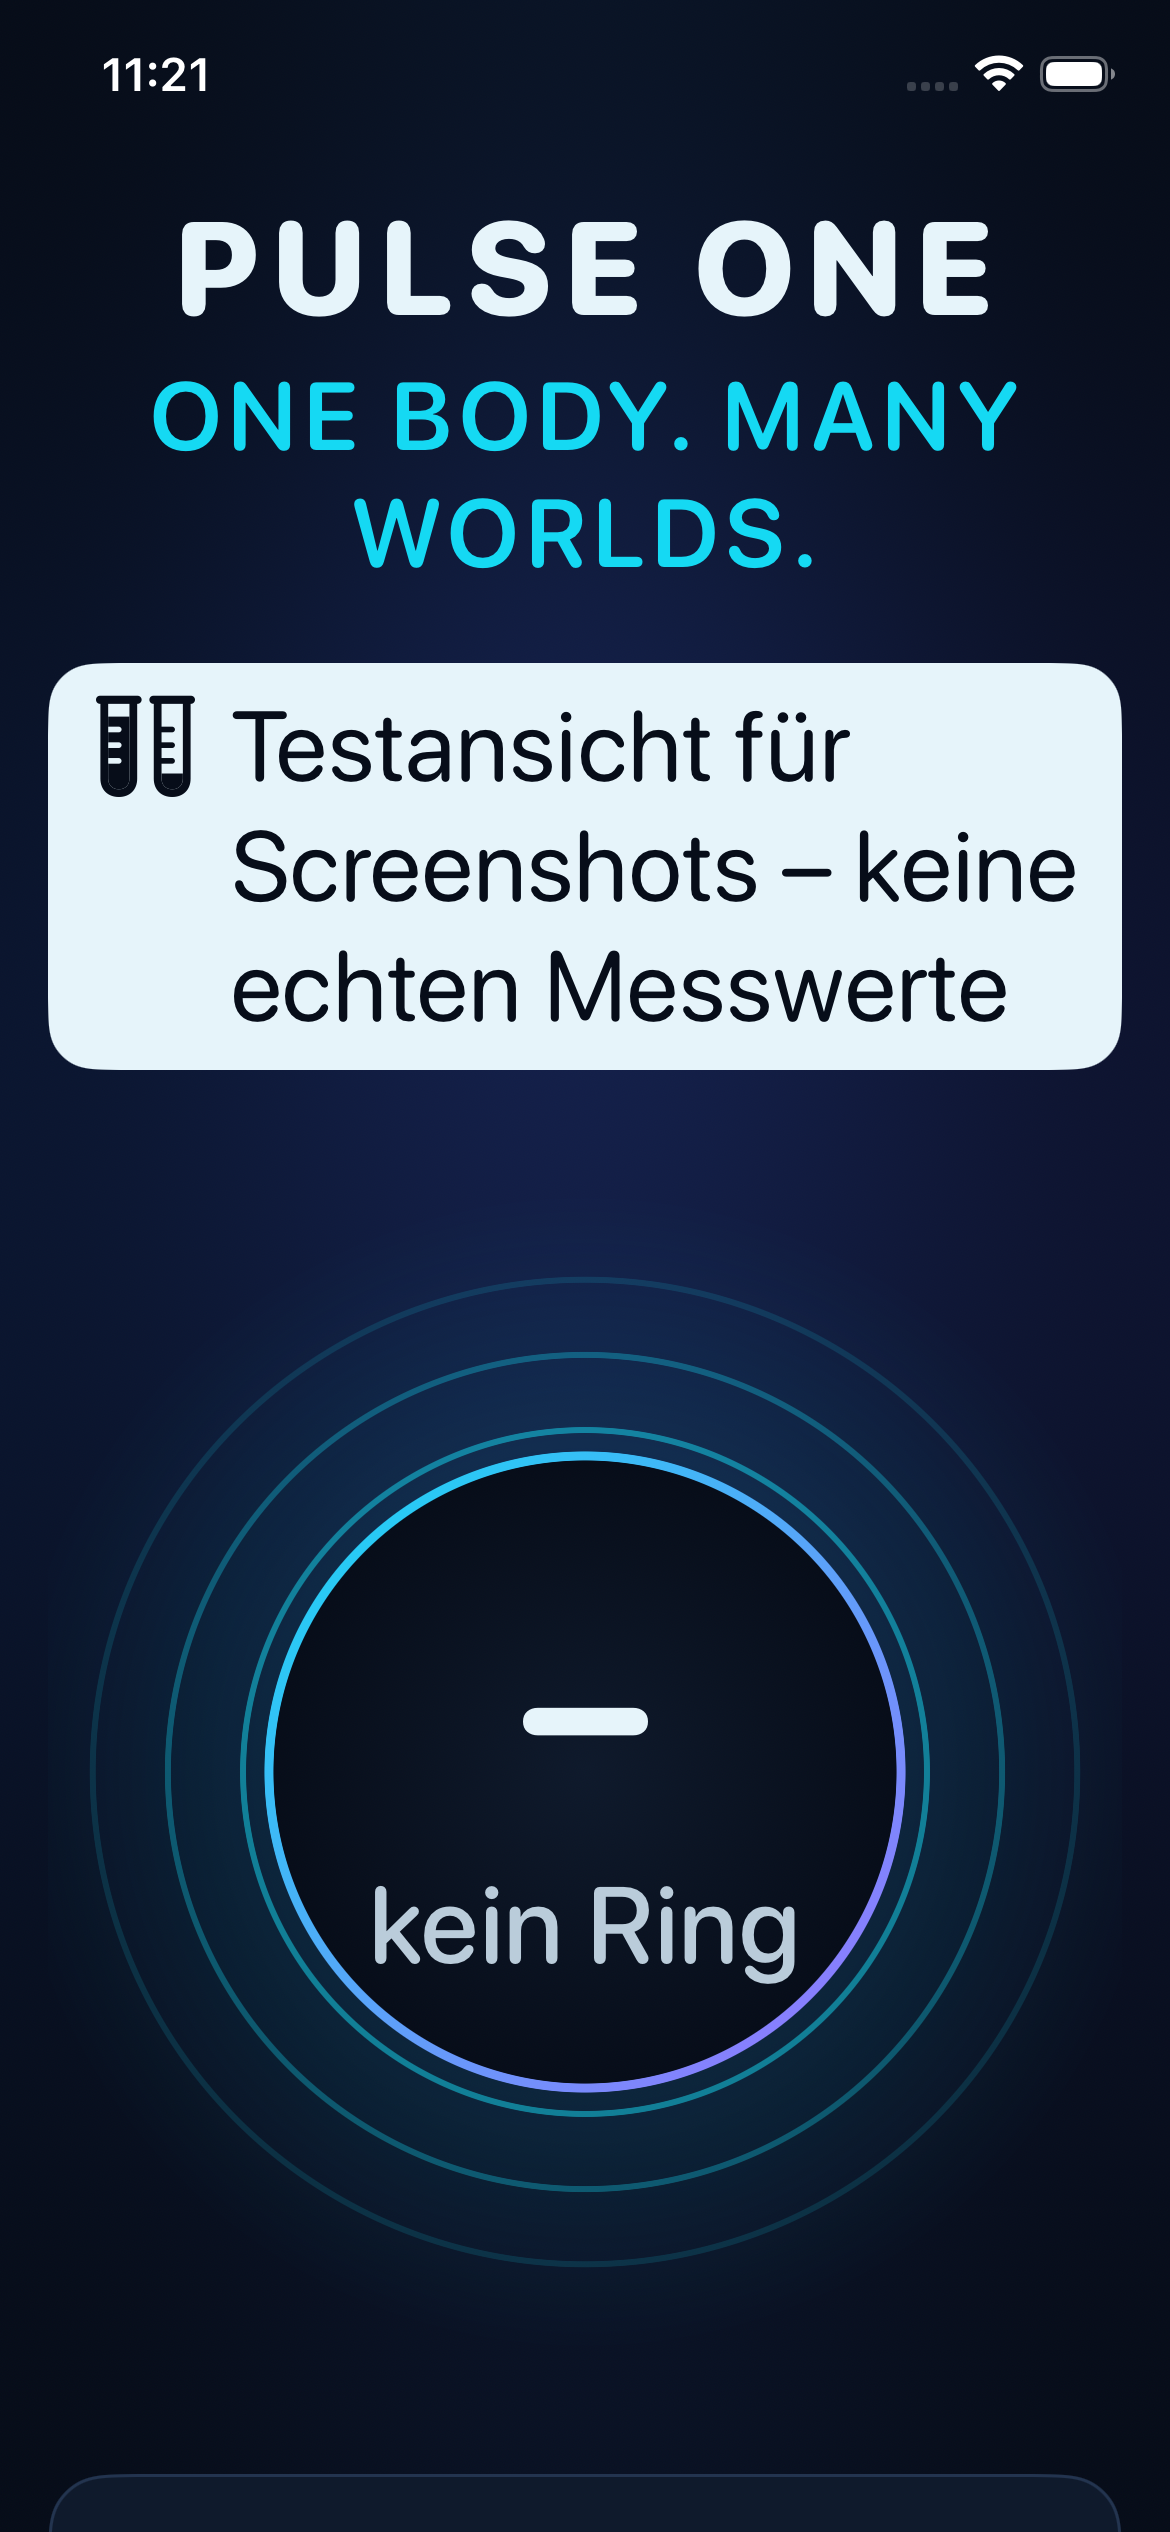 11:21
PULSE ONE
ONE BODY. MANY
WORLDS.
Testansicht für
Screenshots – keine
echten Messwerte
–
kein Ring